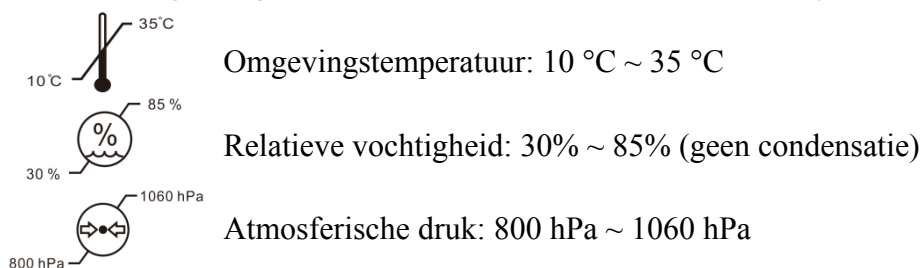 35°C
10°C
Omgevingstemperatuur: 10 °C ~ 35 °C
85 %
%
30 %
Relatieve vochtigheid: 30% ~ 85% (geen condensatie)
1060 hPa
800 hPa
Atmosferische druk: 800 hPa ~ 1060 hPa